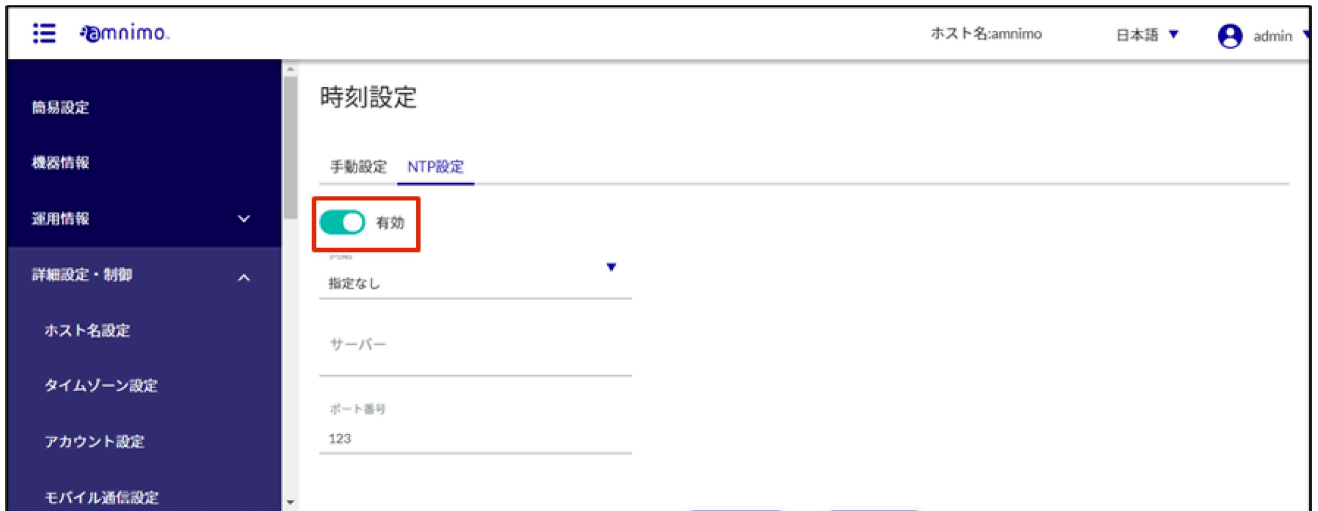 amnimo.
ホスト名:amnimo
日本語
admin
簡易設定
機器情報
運用情報
詳細設定・制御
ホスト名設定
タイムゾーン設定
アカウント設定
モバイル通信設定
時刻設定
手動設定 NTP設定
有効
指定なし
サーバー
ポート番号
123